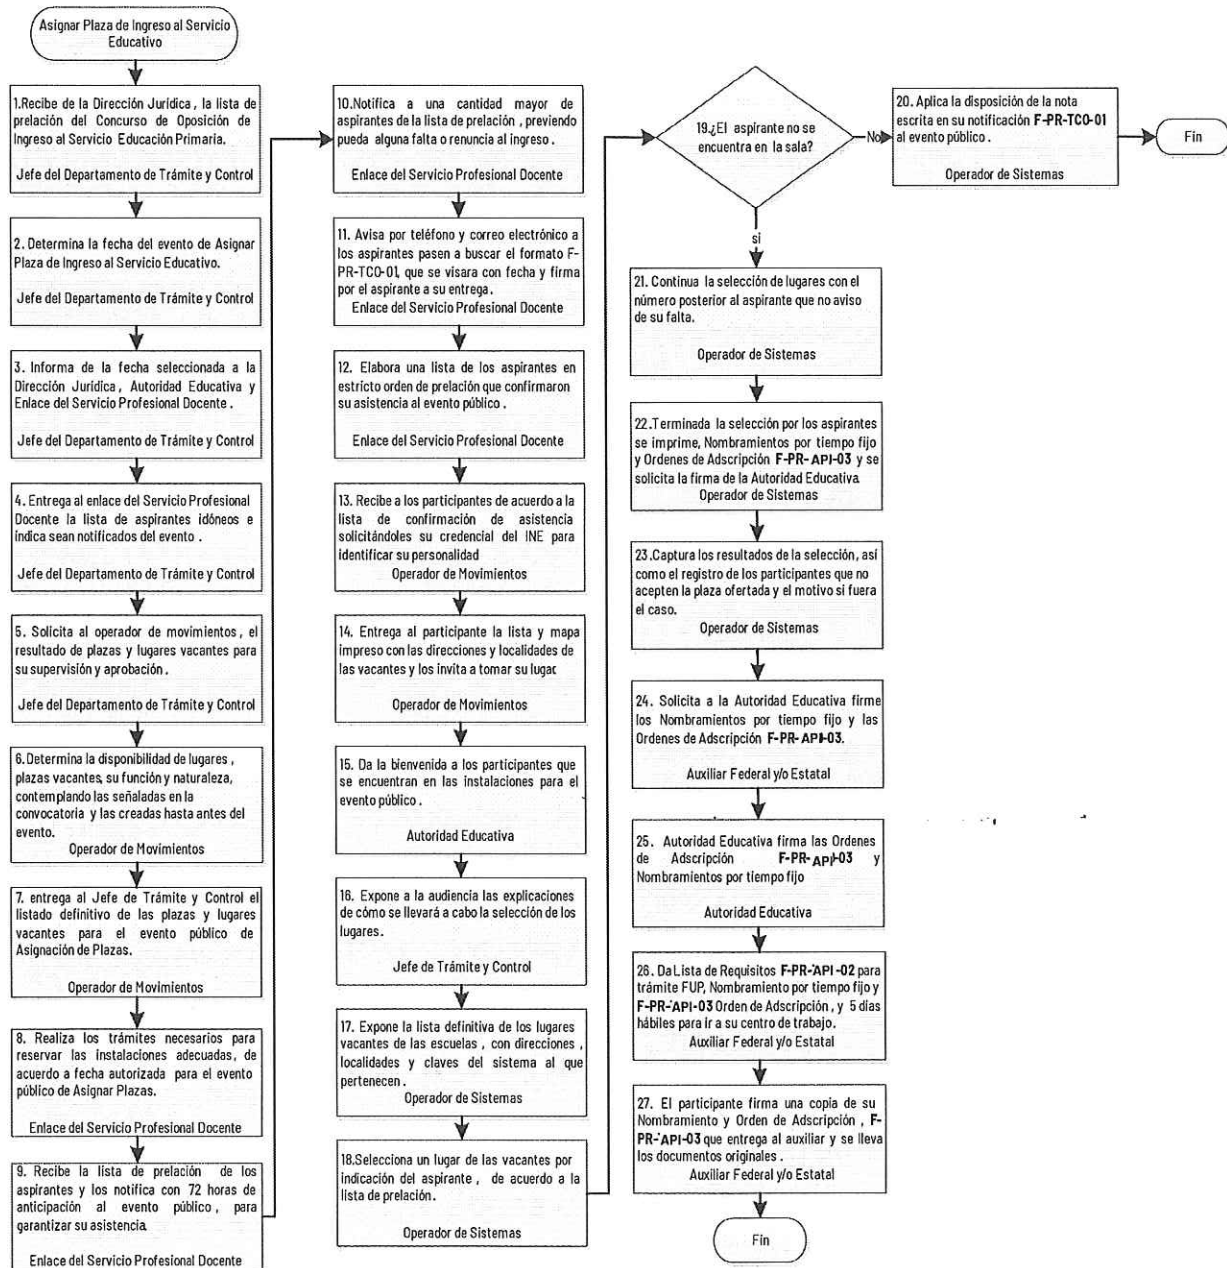 Asignar Plaza de Ingreso al Servicio
Educativo
1.Recibe de la Dirección Jurídica, la lista de
prelación del Concurso de Oposición de
Ingreso al Servicio Educación Primaria.
Jefe del Departamento de Trámite y Control
2. Determina la fecha del evento de Asignar
Plaza de Ingreso al Servicio Educativo.
Jefe del Departamento de Trámite y Control
3. Informa de la fecha seleccionada a la
Dirección Jurídica, Autoridad Educativa y
Enlace del Servicio Profesional Docente.
Jefe del Departamento de Trámite y Control
4. Entrega al enlace del Servicio Profesional
Docente la lista de aspirantes idóneos e
indica sean notificados del evento.
Jefe del Departamento de Trámite y Control
5. Solicita al operador de movimientos, el
resultado de plazas y lugares vacantes para
su supervisión y aprobación.
Jefe del Departamento de Trámite y Control
6.Determina la disponibilidad de lugares,
plazas vacantes, su función y naturaleza,
contemplando las señaladas en la
convocatoria y las creadas hasta antes del
evento.
Operador de Movimientos
7. entrega al Jefe de Trámite y Control el
listado definitivo de las plazas y lugares
vacantes para el evento público de
Asignación de Plazas.
Operador de Movimientos
8. Realiza los trámites necesarios para
reservar las instalaciones adecuadas, de
acuerdo a fecha autorizada para el evento
público de Asignar Plazas.
Enlace del Servicio Profesional Docente
9. Recibe la lista de prelación de los
aspirantes y los notifica con 72 horas de
anticipación al evento público, para
garantizar su asistencia.
Enlace del Servicio Profesional Docente
10.Notifica a una cantidad mayor de
aspirantes de la lista de prelación, previendo
pueda alguna falta o renuncia al ingreso.
Enlace del Servicio Profesional Docente
11. Avisa por teléfono y correo electrónico a
los aspirantes pasen a buscar el formato F-
PR-TCO-01, que se visara con fecha y firma
por el aspirante a su entrega.
Enlace del Servicio Profesional Docente
12. Elabora una lista de los aspirantes en
estricto orden de prelación que confirmaron
su asistencia al evento público.
Enlace del Servicio Profesional Docente
13. Recibe a los participantes de acuerdo a la
lista de confirmación de asistencia
solicitándoles su credencial del INE para
identificar su personalidad
Operador de Movimientos
14. Entrega al participante la lista y mapa
impreso con las direcciones y localidades de
las vacantes y los invita a tomar su lugar.
Operador de Movimientos
15. Da la bienvenida a los participantes que
se encuentran en las instalaciones para el
evento público.
Autoridad Educativa
16. Expone a la audiencia las explicaciones
de cómo se llevará a cabo la selección de los
lugares.
Jefe de Trámite y Control
17. Expone la lista definitiva de los lugares
vacantes de las escuelas, con direcciones,
localidades y claves del sistema al que
pertenecen.
Operador de Sistemas
18.Selecciona un lugar de las vacantes por
indicación del aspirante, de acuerdo a la
lista de prelación.
Operador de Sistemas
19.¿El aspirante no se
encuentra en la sala?
No
20. Aplica la disposición de la nota
escrita en su notificación F-PR-TCO-01
al evento público.
Operador de Sistemas
Fin
si
21. Continua la selección de lugares con el
número posterior al aspirante que no aviso
de su falta.
Operador de Sistemas
22.Terminada la selección por los aspirantes
se imprime, Nombramientos por tiempo fijo
y Ordenes de Adscripción F-PR-API-03 y se
solicita la firma de la Autoridad Educativa.
Operador de Sistemas
23.Captura los resultados de la selección, así
como el registro de los participantes que no
acepten la plaza ofertada y el motivo si fuera
el caso.
Operador de Sistemas
24. Solicita a la Autoridad Educativa firme
los Nombramientos por tiempo fijo y las
Ordenes de Adscripción F-PR-API-03.
Auxiliar Federal y/o Estatal
25. Autoridad Educativa firma las Ordenes
de Adscripción F-PR-API-03 y
Nombramientos por tiempo fijo
Autoridad Educativa
26. Da Lista de Requisitos F-PR-API-02 para
trámite FUP, Nombramiento por tiempo fijo y
F-PR-API-03 Orden de Adscripción, y 5 días
hábiles para ir a su centro de trabajo.
Auxiliar Federal y/o Estatal
27. El participante firma una copia de su
Nombramiento y Orden de Adscripción, F-
PR-API-03 que entrega al auxiliar y se lleva
los documentos originales.
Auxiliar Federal y/o Estatal
Fin